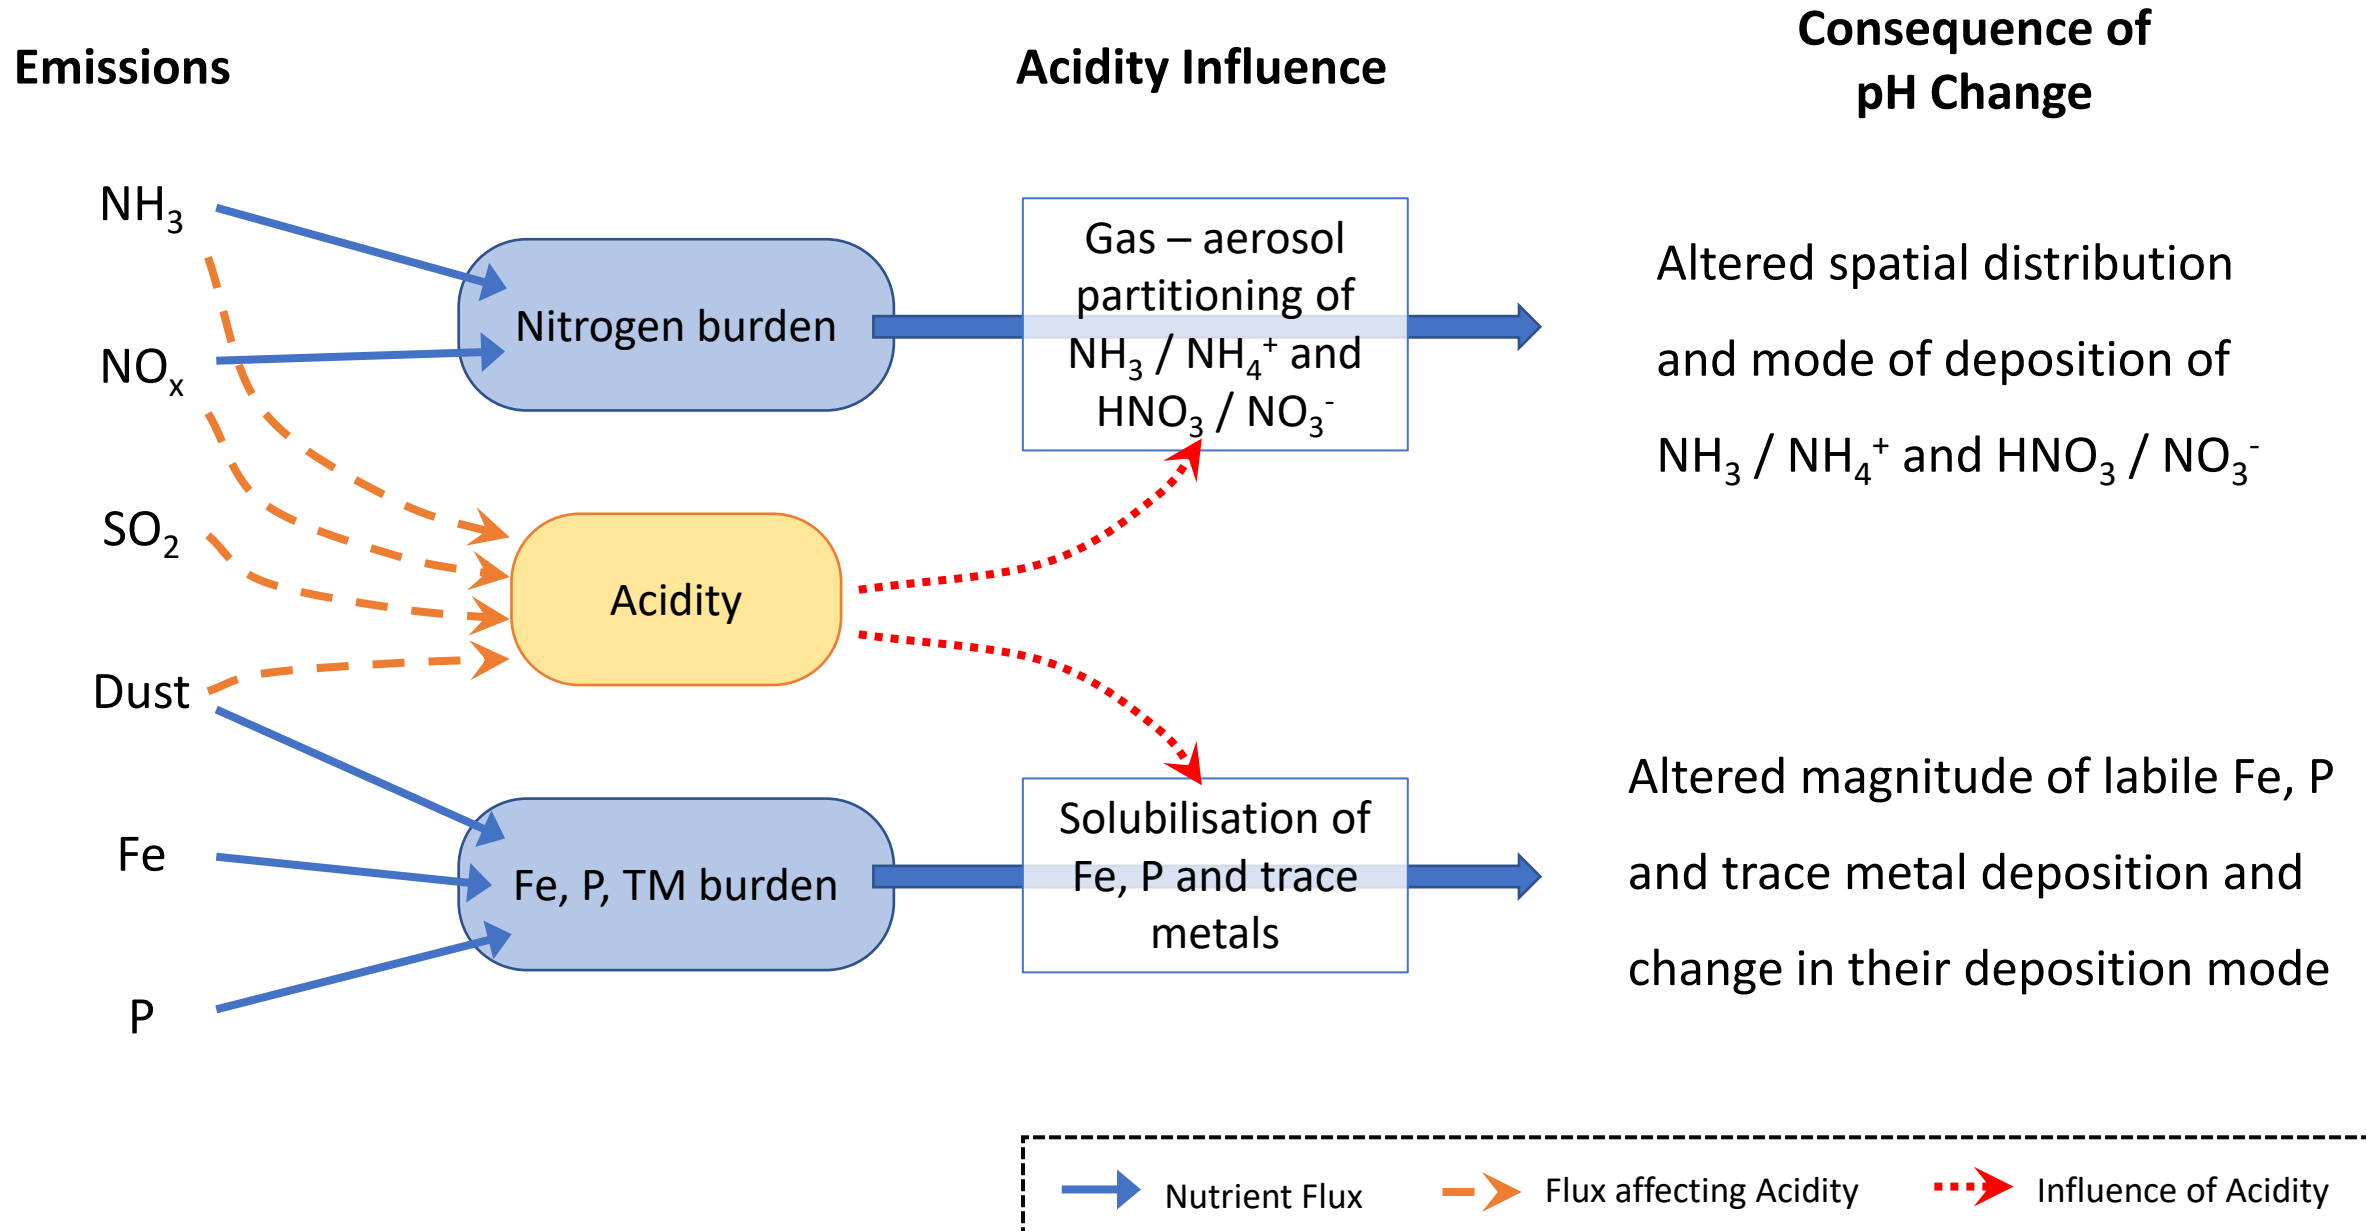 Emissions
Acidity Influence
Consequence of
pH Change
NH₃
NOₓ
SO₂
Dust
Fe
P
Nitrogen burden
Acidity
Fe, P, TM burden
Gas – aerosol
partitioning of
NH₃ / NH₄⁺ and
HNO₃ / NO₃⁻
Solubilisation of
Fe, P and trace
metals
Altered spatial distribution
and mode of deposition of
NH₃ / NH₄⁺ and HNO₃ / NO₃⁻
Altered magnitude of labile Fe, P
and trace metal deposition and
change in their deposition mode
Nutrient Flux
Flux affecting Acidity
Influence of Acidity